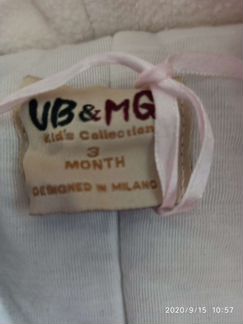 VB&MG
Kid's Collection
3
MONTH
DESIGNED IN MILANO
2020/9/15 10:57